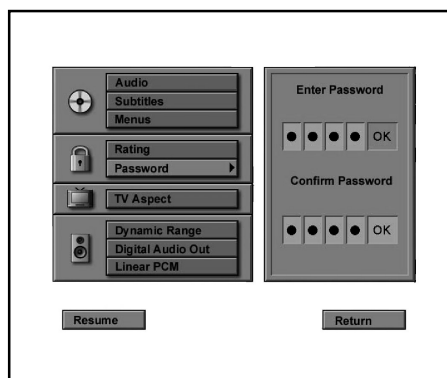 Audio
Subtitles
Menus
Rating
Password
TV Aspect
Dynamic Range
Digital Audio Out
Linear PCM
Enter Password
OK
Confirm Password
OK
Resume
Return